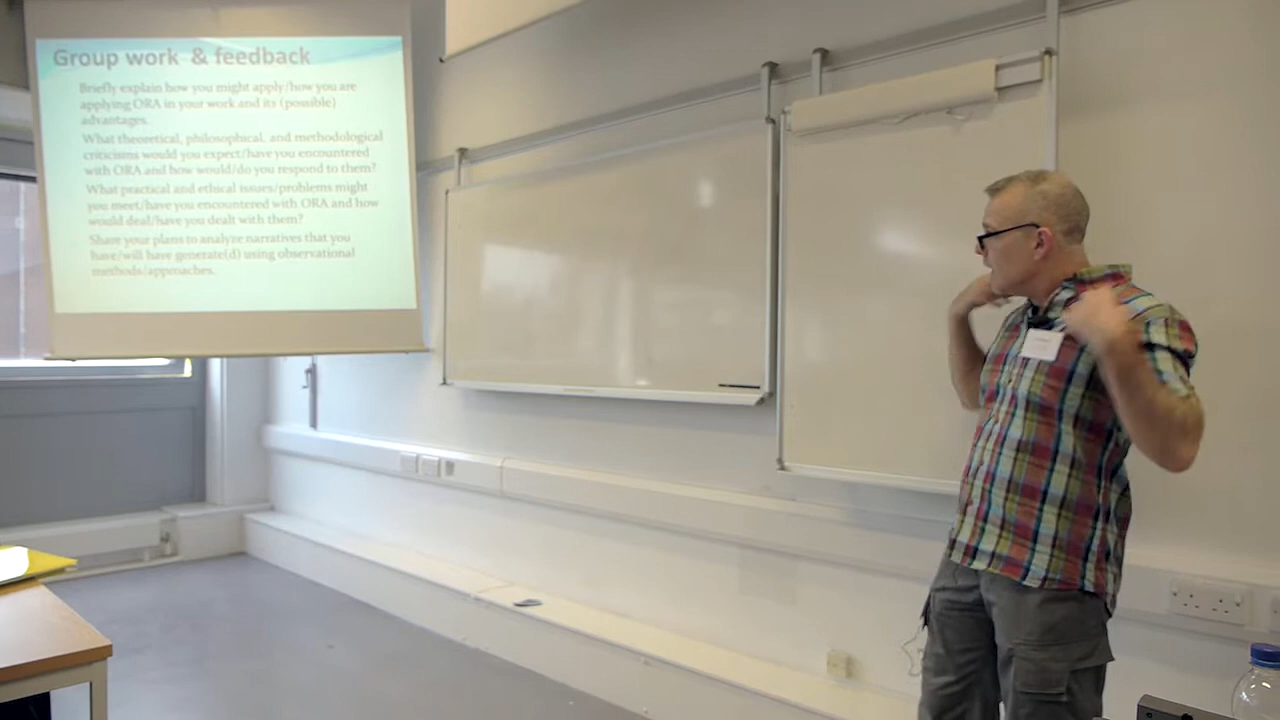 Group work & feedback
Briefly explain how you might apply/how you are
applying ORA in your work and its (possible)
advantages.
What theoretical, philosophical, and methodological
criticisms would you expect/have you encountered
with ORA and how would/do you respond to them?
What practical and ethical issues/problems might
you meet/have you encountered with ORA and how
would deal/have you dealt with them?
Share your plans to analyze narratives that you
have/will have generate(d) using observational
methods/approaches.